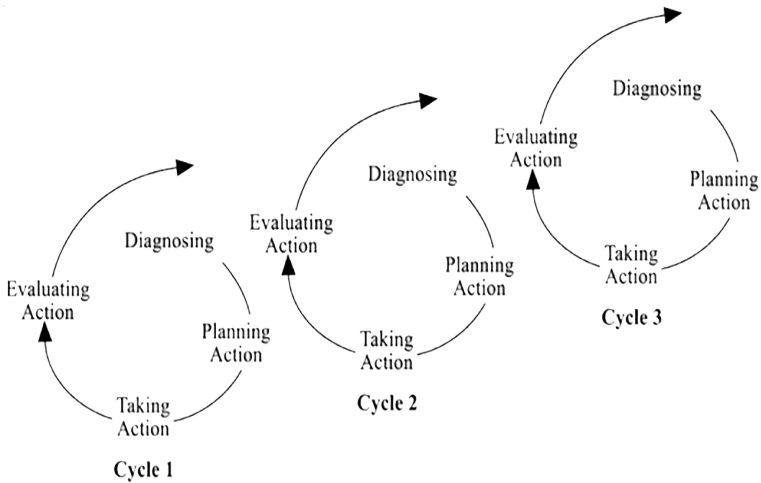 Diagnosing
Planning
Action
Taking
Action
Evaluating
Action
Cycle 1
Diagnosing
Planning
Action
Taking
Action
Evaluating
Action
Cycle 2
Diagnosing
Planning
Action
Taking
Action
Evaluating
Action
Cycle 3